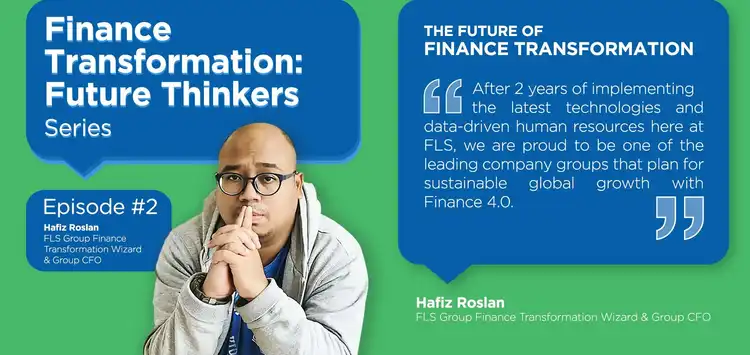 Finance
Transformation:
Future Thinkers
Series
Episode #2
Hafiz Roslan
FLS Group Finance
Transformation Wizard
& Group CFO
THE FUTURE OF
FINANCE TRANSFORMATION
“ After 2 years of implementing
the latest technologies and
data-driven human resources here at
FLS, we are proud to be one of the
leading company groups that plan for
sustainable global growth with
Finance 4.0. ”
Hafiz Roslan
FLS Group Finance Transformation Wizard & Group CFO